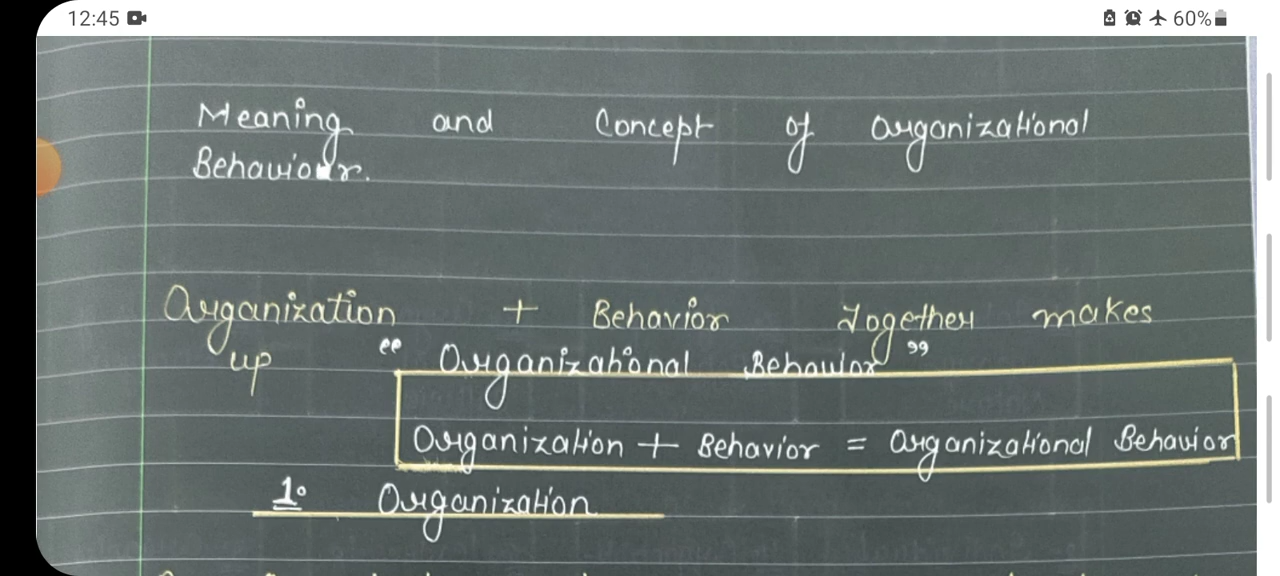 12:45
60%
Meaning and Concept of Organizational
Behaviour.
Organization + Behavior Together makes
up “ Organizational Behavior ”
Organization + Behavior = Organizational Behavior
1. Organization